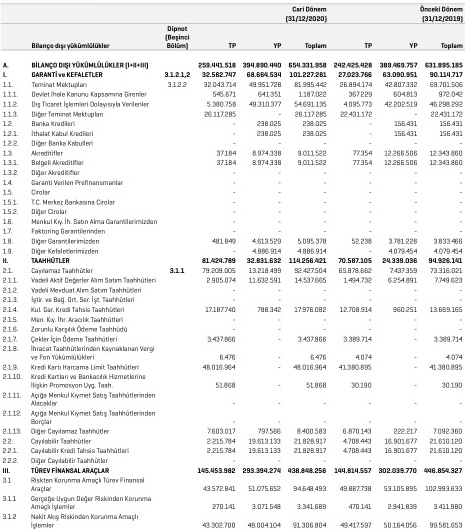 Cari Dönem Önceki Dönem
(31/12/2020) (31/12/2019)
Dipnot
(Beşinci
Bilanço dışı yükümlülükler Bölüm) TP YP Toplam TP YP Toplam
A. BİLANÇO DIŞI YÜKÜMLÜLÜKLER (I+II+III) 259.441.518 394.890.440 654.331.958 242.425.428 389.469.757 631.895.185
I. GARANTİ ve KEFALETLER 3.1.2.1,2 32.562.747 68.664.534 101.227.281 27.023.766 63.090.951 90.114.717
1.1. Teminat Mektupları 3.1.2.2 32.043.714 49.951.728 81.995.442 26.894.174 42.807.332 69.701.506
1.1.1. Devlet İhale Kanunu Kapsamına Girenler 545.671 641.351 1.187.022 367.229 604.813 972.042
1.1.2. Dış Ticaret İşlemleri Dolayısıyla Verilenler 5.380.758 49.310.377 54.691.135 4.095.773 42.202.519 46.298.292
1.1.3. Diğer Teminat Mektupları 26.117.285 - 26.117.285 22.431.172 - 22.431.172
1.2. Banka Kredileri - 238.025 238.025 - 156.431 156.431
1.2.1. İthalat Kabul Kredileri - 238.025 238.025 - 156.431 156.431
1.2.2. Diğer Banka Kabulleri - - - - - -
1.3. Akreditifler 37.184 8.974.338 9.011.522 77.354 12.266.506 12.343.860
1.3.1. Belgeli Akreditifler 37.184 8.974.338 9.011.522 77.354 12.266.506 12.343.860
1.3.2. Diğer Akreditifler - - - - - -
1.4. Garanti Verilen Prefinansmanlar - - - - - -
1.5. Cirolar - - - - - -
1.5.1. T.C. Merkez Bankasına Cirolar - - - - - -
1.5.2. Diğer Cirolar - - - - - -
1.6. Menkul Kıy. İh. Satın Alma Garantilerimizden - - - - - -
1.7. Faktoring Garantilerinden - - - - - -
1.8. Diğer Garantilerimizden 481.849 4.613.529 5.095.378 52.238 3.781.228 3.833.466
1.9. Diğer Kefaletlerimizden - 4.886.914 4.886.914 - 4.079.454 4.079.454
II. TAAHHÜTLER 81.424.789 32.831.632 114.256.421 70.587.105 24.339.036 94.926.141
2.1. Cayılamaz Taahhütler 3.1.1 79.209.005 13.218.499 92.427.504 65.878.662 7.437.359 73.316.021
2.1.1. Vadeli Aktif Değerler Alım Satım Taahhütleri 2.905.074 11.632.591 14.537.665 1.494.732 6.254.891 7.749.623
2.1.2. Vadeli Mevduat Alım Satım Taahhütleri - - - - - -
2.1.3. İştir. ve Bağ. Ort. Ser. İşt. Taahhütleri - - - - - -
2.1.4. Kul. Gar. Kredi Tahsis Taahhütleri 17.187.740 788.342 17.976.082 12.708.914 960.251 13.669.165
2.1.5. Men. Kıy. İhr. Aracılık Taahhütleri - - - - - -
2.1.6. Zorunlu Karşılık Ödeme Taahhüdü - - - - - -
2.1.7. Çekler İçin Ödeme Taahhütleri 3.437.866 - 3.437.866 3.389.714 - 3.389.714
2.1.8. İhracat Taahhütlerinden Kaynaklanan Vergi
ve Fon Yükümlülükleri 6.476 - 6.476 4.074 - 4.074
2.1.9. Kredi Kartı Harcama Limit Taahhütleri 48.016.964 - 48.016.964 41.380.895 - 41.380.895
2.1.10. Kredi Kartları ve Bankacılık Hizmetlerine
İlişkin Promosyon Uyg. Taah. 51.868 - 51.868 30.190 - 30.190
2.1.11. Açığa Menkul Kıymet Satış Taahhütlerinden
Alacaklar - - - - - -
2.1.12. Açığa Menkul Kıymet Satış Taahhütlerinden
Borçlar - - - - - -
2.1.13. Diğer Cayılamaz Taahhütler 7.603.017 797.566 8.400.583 6.870.143 222.217 7.092.360
2.2. Cayılabilir Taahhütler 2.215.784 19.613.133 21.828.917 4.708.443 16.901.677 21.610.120
2.2.1. Cayılabilir Kredi Tahsis Taahhütleri 2.215.784 19.613.133 21.828.917 4.708.443 16.901.677 21.610.120
2.2.2. Diğer Cayılabilir Taahhütler - - - - - -
III. TÜREV FİNANSAL ARAÇLAR 145.453.982 293.394.274 438.848.256 144.814.557 302.039.770 446.854.327
3.1 Riskten Korunma Amaçlı Türev Finansal
Araçlar 43.572.841 51.075.652 94.648.493 49.887.738 53.105.895 102.993.633
3.1.1 Gerçeğe Uygun Değer Riskinden Korunma
Amaçlı İşlemler 270.141 3.071.548 3.341.689 470.141 2.941.839 3.411.980
3.1.2 Nakit Akış Riskinden Korunma Amaçlı
İşlemler 43.302.700 48.004.104 91.306.804 49.417.597 50.164.056 99.581.653